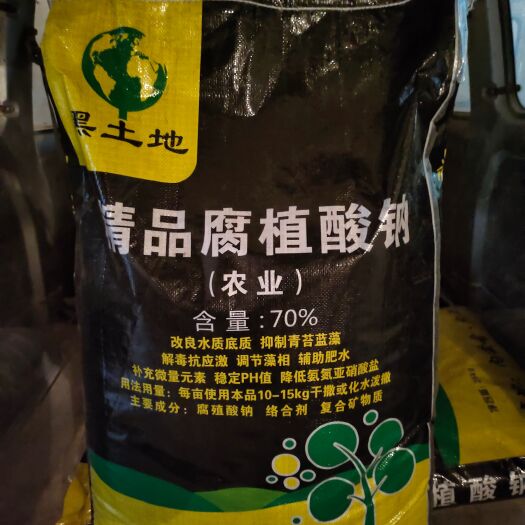 黑土地
精品腐植酸钠
（农业）
含量：70%
改良水质底质 抑制青苔蓝藻
解毒抗应激 调节藻相 辅助肥水
补充微量元素 稳定PH值 降低氨氮亚硝酸盐
用法用量：每亩使用本品10-15kg干撒或化水泼撒
主要成分：腐殖酸钠 络合剂 复合矿物质
植酸钠